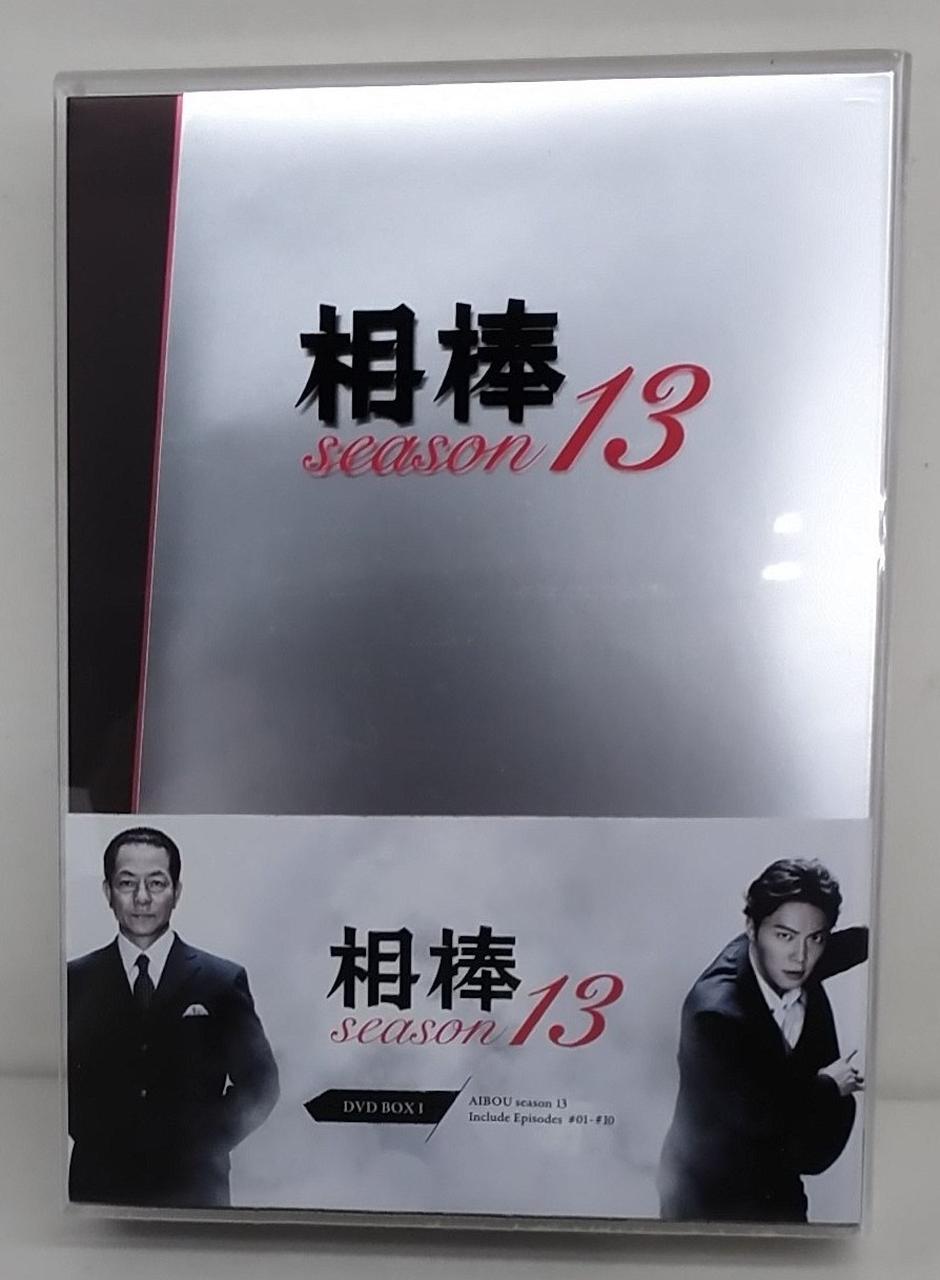 相棒
season 13
相棒
season 13
DVD BOX I
AIBOU season 13
Include Episodes #01-#10